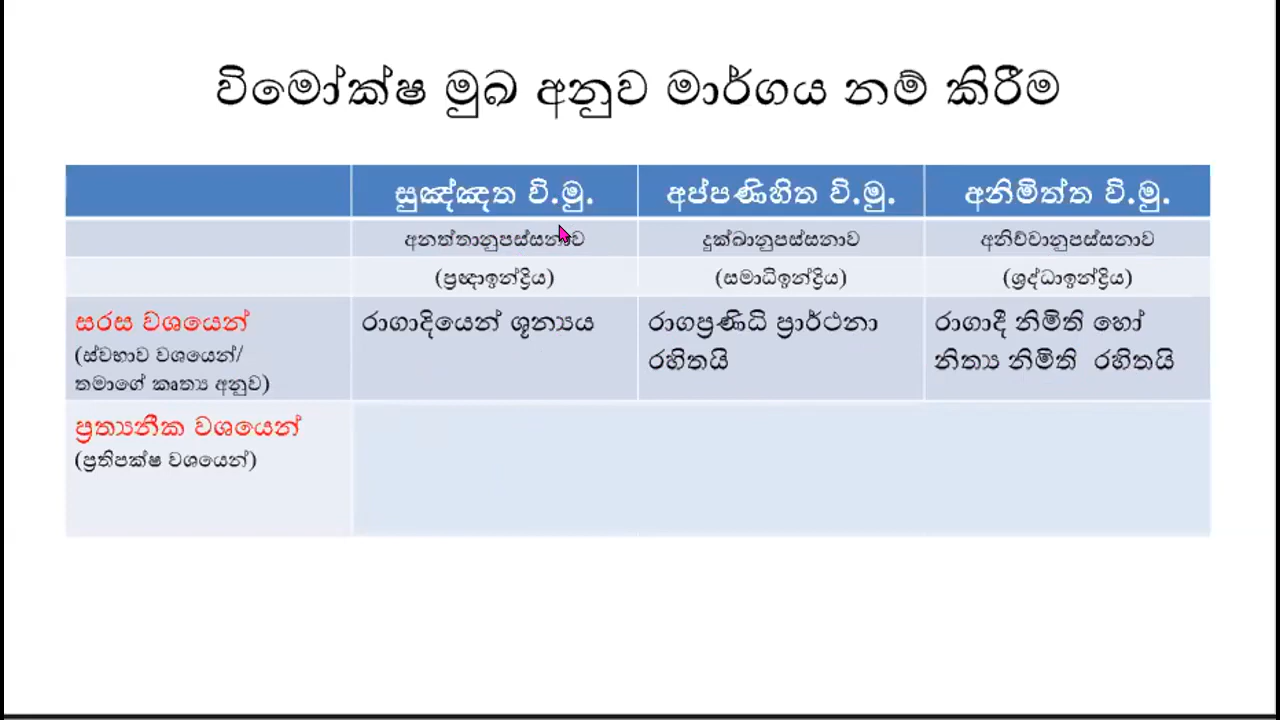 විමෝක්ෂ මුඛ අනුව මාර්ගය නම් කිරීම
සුඤ්ඤත වි.මු. අප්පණිහිත වි.මු. අනිමිත්ත වි.මු.
අනත්තානුපස්සනාව දුක්ඛානුපස්සනාව අනිච්චානුපස්සනාව
(ප්‍රඥාඉන්ද්‍රිය) (සමාධිඉන්ද්‍රිය) (ශ්‍රද්ධාඉන්ද්‍රිය)
සරස වශයෙන් රාගාදියෙන් ශූන්‍යය රාගප්‍රණිධි ප්‍රාර්ථනා රාගාදී නිමිති හෝ
(ස්වභාව වශයෙන්/ රහිතයි නිත්‍ය නිමිති රහිතයි
තමාගේ කෘත්‍ය අනුව)
ප්‍රත්‍යනීක වශයෙන්
(ප්‍රතිපක්ෂ වශයෙන්)